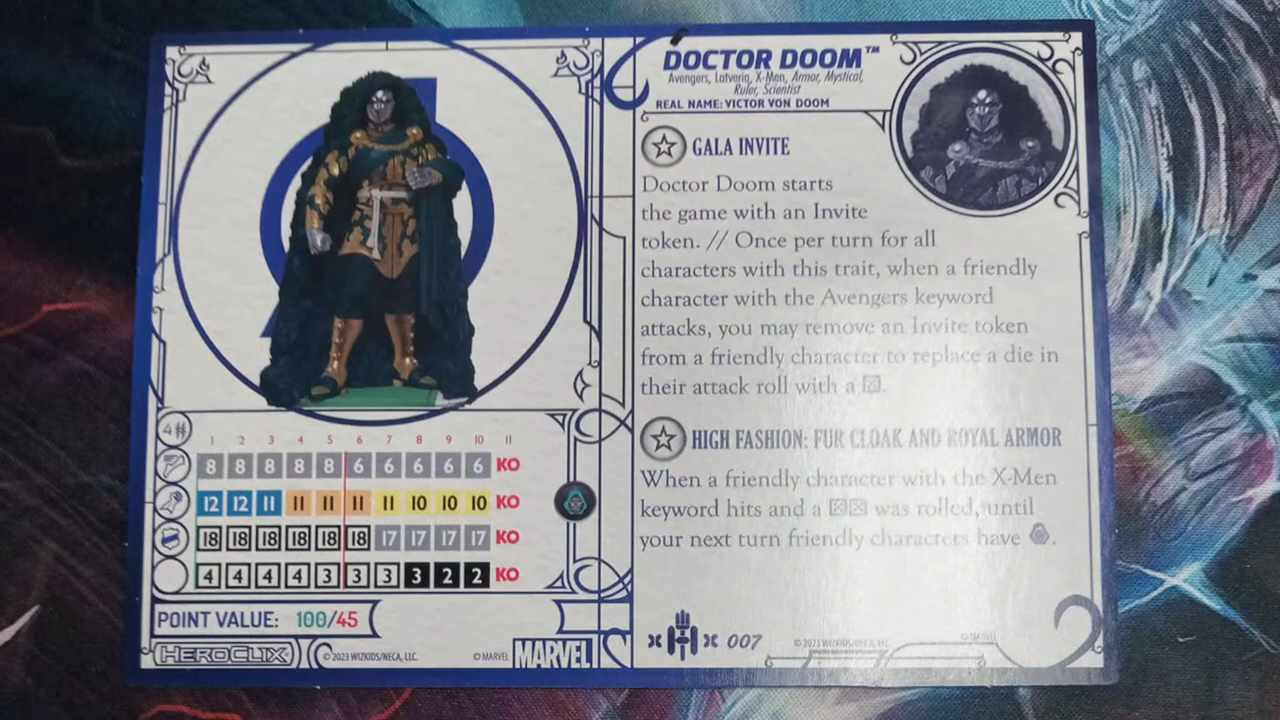 DOCTOR DOOM™
Avengers, Latveria, X-Men, Armor, Mystical,
Ruler, Scientist
REAL NAME: VICTOR VON DOOM
GALA INVITE
Doctor Doom starts
the game with an Invite
token. // Once per turn for all
characters with this trait, when a friendly
character with the Avengers keyword
attacks, you may remove an Invite token
from a friendly character to replace a die in
their attack roll with a ⚄.
HIGH FASHION: FUR CLOAK AND ROYAL ARMOR
When a friendly character with the X-Men
keyword hits and a was rolled, until
your next turn friendly characters have .
007
© 2023 WIZKIDS/NECA, LLC.
© MARVEL
4
1 2 3 4 5 6 7 8 9 10 11
8 8 8 8 8 6 6 6 6 6 KO
12 12 11 11 11 11 11 10 10 10 KO
18 18 18 18 18 18 17 17 17 17 KO
4 4 4 4 3 3 3 3 2 2 KO
POINT VALUE: 100/45
HEROCLIX
© 2023 WIZKIDS/NECA, LLC.
© MARVEL
MARVEL